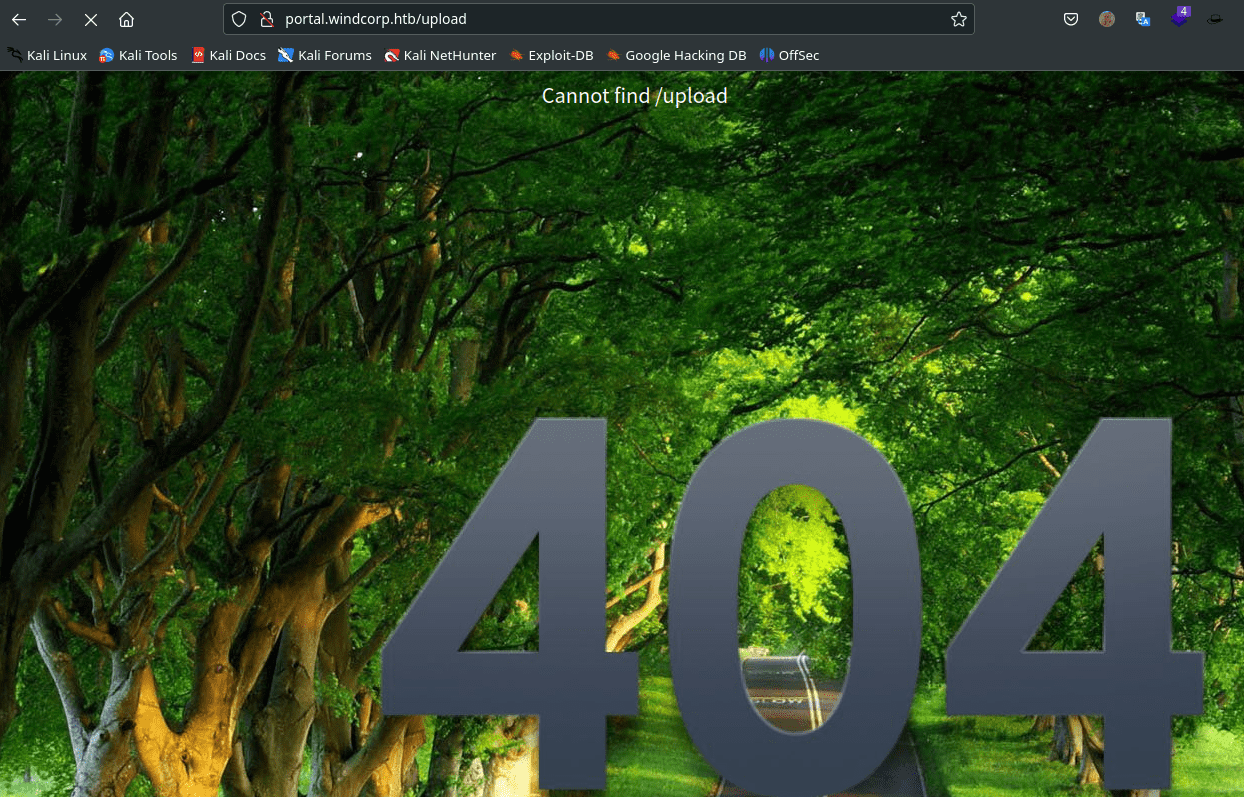 portal.windcorp.htb/upload
4
Kali Linux Kali Tools Kali Docs Kali Forums Kali NetHunter Exploit-DB Google Hacking DB OffSec
Cannot find /upload
404